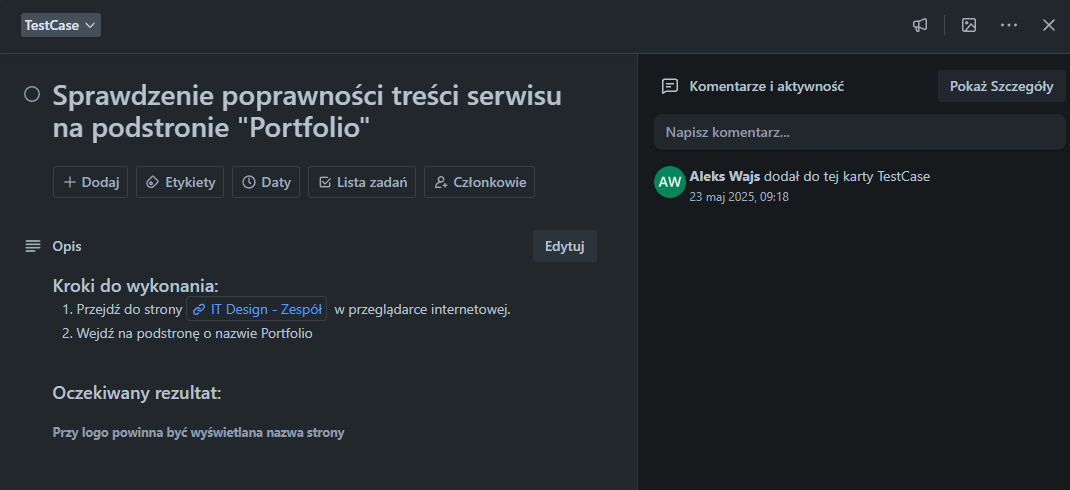 TestCase
Sprawdzenie poprawności treści serwisu
na podstronie "Portfolio"
Dodaj
Etykiety
Daty
Lista zadań
Członkowie
Opis
Edytuj
Kroki do wykonania:
1. Przejdź do strony IT Design - Zespół w przeglądarce internetowej.
2. Wejdź na podstronę o nazwie Portfolio
Oczekiwany rezultat:
Przy logo powinna być wyświetlana nazwa strony
Komentarze i aktywność
Pokaż Szczegóły
Napisz komentarz...
AW
Aleks Wajs dodał do tej karty TestCase
23 maj 2025, 09:18